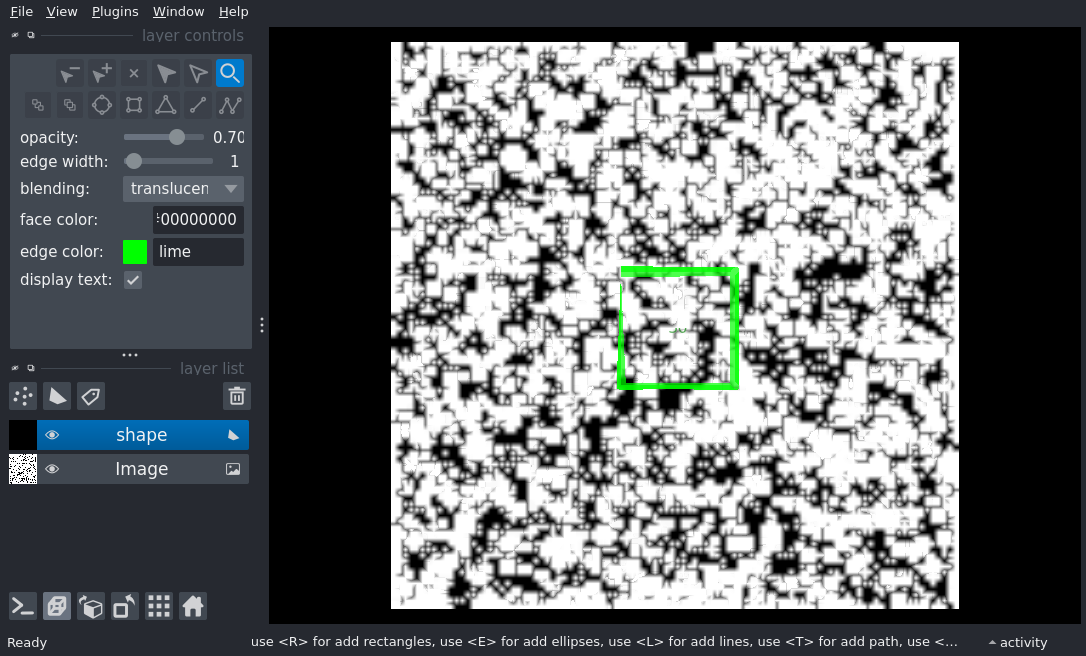 File View Plugins Window Help
layer controls
opacity: 0.70
edge width: 1
blending: translucen
face color: 00000000
edge color: lime
display text:
layer list
shape
Image
Ready use <R> for add rectangles, use <E> for add ellipses, use <L> for add lines, use <T> for add path, use <… activity